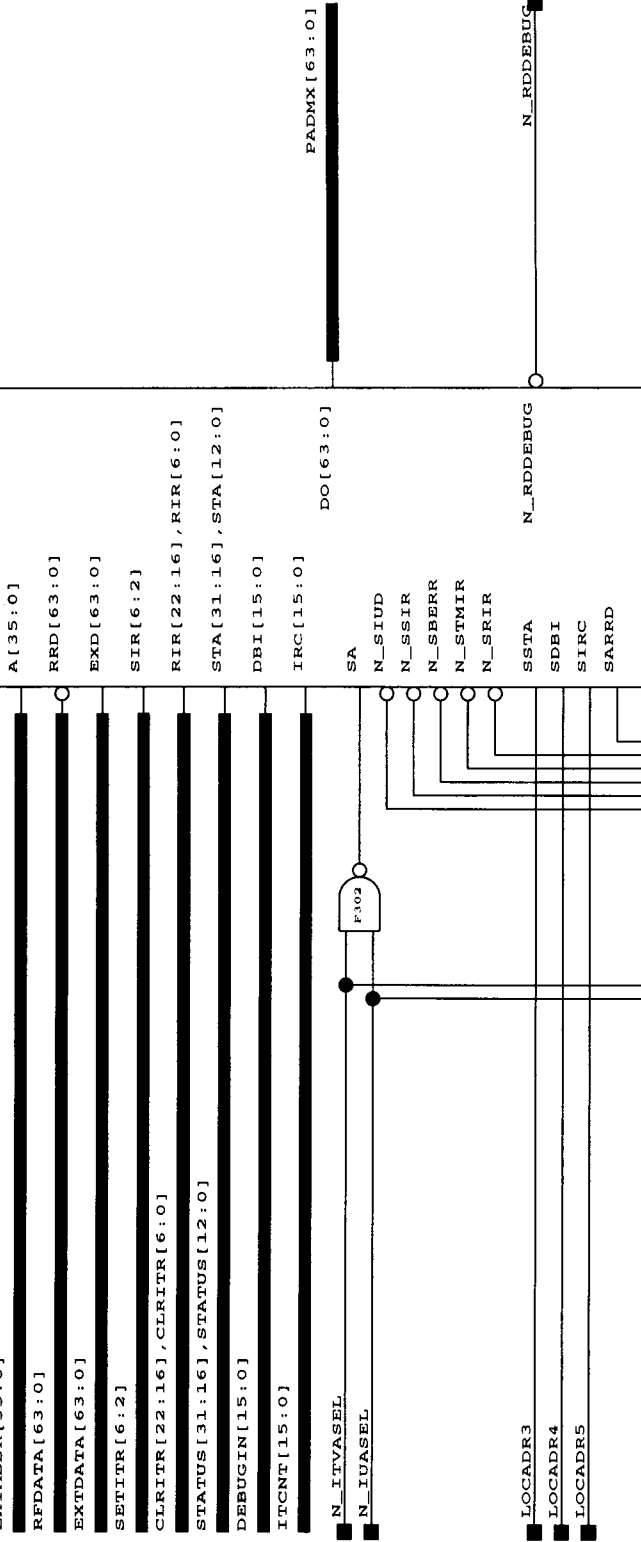 A[35:0]
RFDATA[63:0]
RRD[63:0]
EXTDATA[63:0]
EXD[63:0]
SETITR[6:2]
SIR[6:2]
CLRITR[22:16],CLRITR[6:0]
RIR[22:16],RIR[6:0]
STATUS[31:16],STATUS[12:0]
STA[31:16],STA[12:0]
DEBUGIN[15:0]
DBI[15:0]
ITCNT[15:0]
IRC[15:0]
PADMX[63:0]
DO[63:0]
N_ITVASEL
N_IUASEL
F302
SA
N_SIUD
N_SSIR
N_SBERR
N_STMIR
N_SRIR
LOCADR3
SSTA
N_RDDEBUG
N_RDDEBUG
LOCADR4
SDBI
LOCADR5
SIRC
SARRD